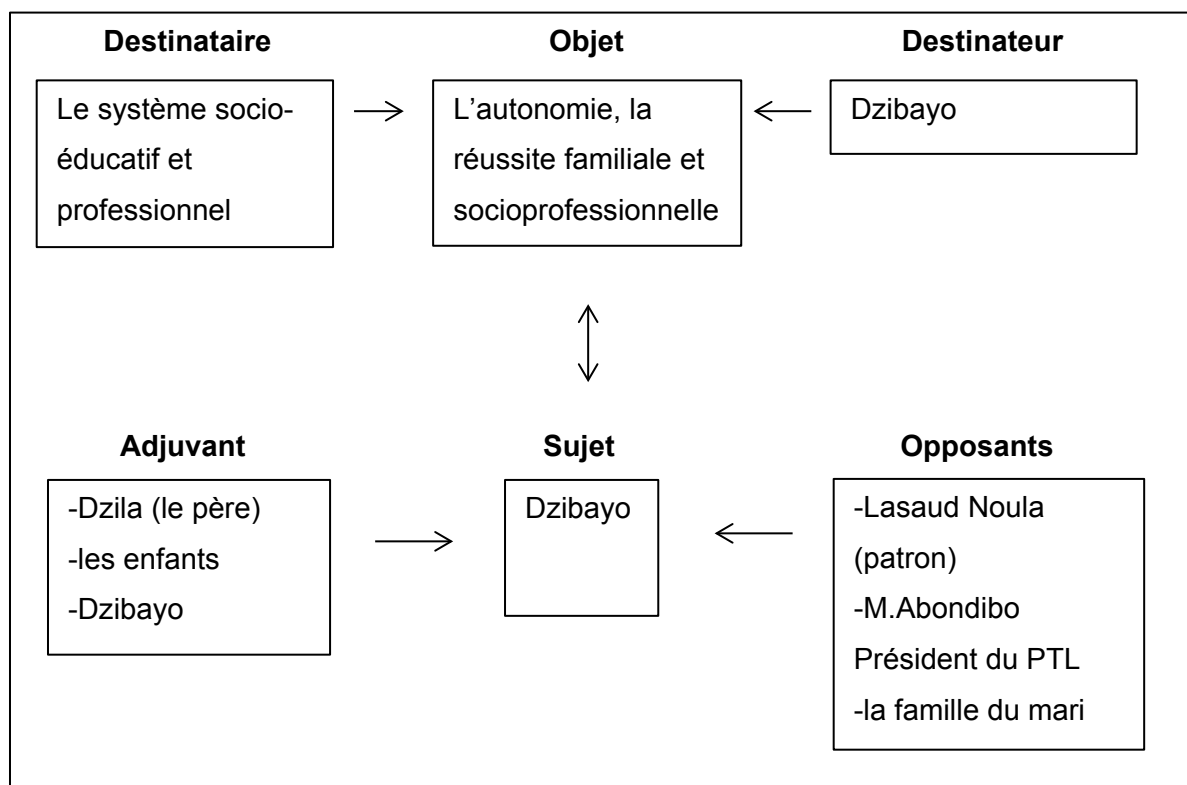 Destinataire
Objet
Destinateur
Le système socio-
éducatif et
professionnel
L’autonomie, la
réussite familiale et
socioprofessionnelle
Dzibayo
Adjuvant
Sujet
Opposants
-Dzila (le père)
-les enfants
-Dzibayo
Dzibayo
-Lasaud Noula
(patron)
-M.Abondibo
Président du PTL
-la famille du mari